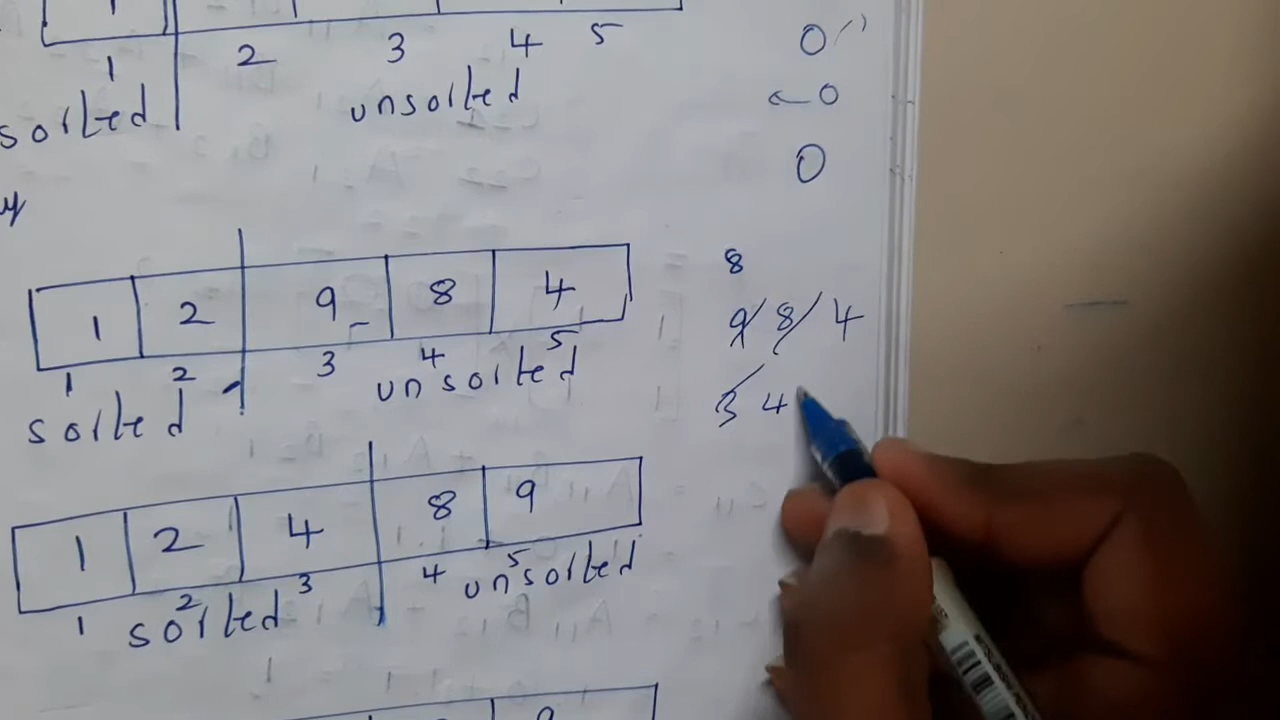 1 2 3 4 5
sorted unsorted
0
←0
0
1 2 9 8 4
1 2 3 4 5
sorted unsorted
8
9 8 4
3 4
1 2 4 8 9
1 2 3 4 5
sorted unsorted
9